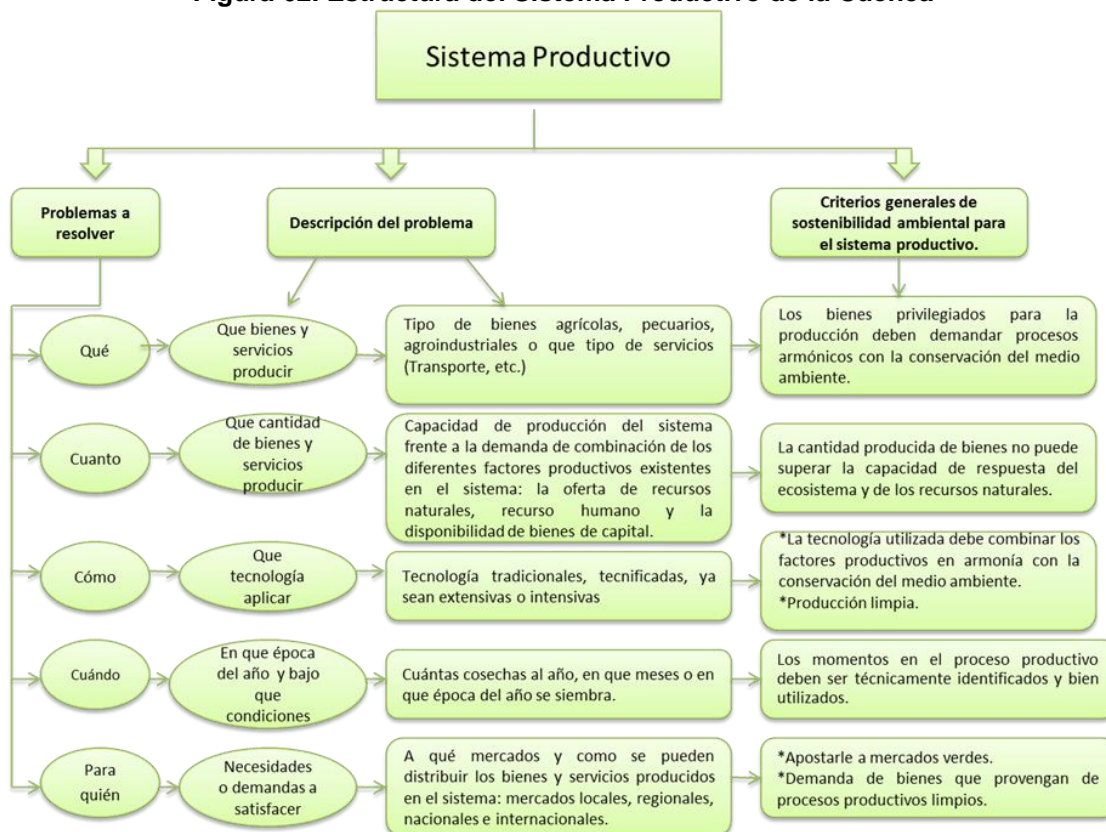 Sistema Productivo
Problemas a
resolver
Descripción del problema
Criterios generales de
sostenibilidad ambiental para
el sistema productivo.
Qué
Que bienes y
servicios
producir
Tipo de bienes agrícolas, pecuarios,
agroindustriales o que tipo de servicios
(Transporte, etc.)
Los bienes privilegiados para la
producción deben demandar procesos
armónicos con la conservación del medio
ambiente.
Cuanto
Que cantidad
de bienes y
servicios
producir
Capacidad de producción del sistema
frente a la demanda de combinación de los
diferentes factores productivos existentes
en el sistema: la oferta de recursos
naturales, recurso humano y la
disponibilidad de bienes de capital.
La cantidad producida de bienes no puede
superar la capacidad de respuesta del
ecosistema y de los recursos naturales.
Cómo
Que
tecnología
aplicar
Tecnología tradicionales, tecnificadas, ya
sean extensivas o intensivas
*La tecnología utilizada debe combinar los
factores productivos en armonía con la
conservación del medio ambiente.
*Producción limpia.
Cuándo
En que época
del año y bajo
que
condiciones
Cuántas cosechas al año, en que meses o en
que época del año se siembra.
Los momentos en el proceso productivo
deben ser técnicamente identificados y bien
utilizados.
Para
quién
Necesidades
o demandas a
satisfacer
A qué mercados y como se pueden
distribuir los bienes y servicios producidos
en el sistema: mercados locales, regionales,
nacionales e internacionales.
*Apostarle a mercados verdes.
*Demanda de bienes que provengan de
procesos productivos limpios.